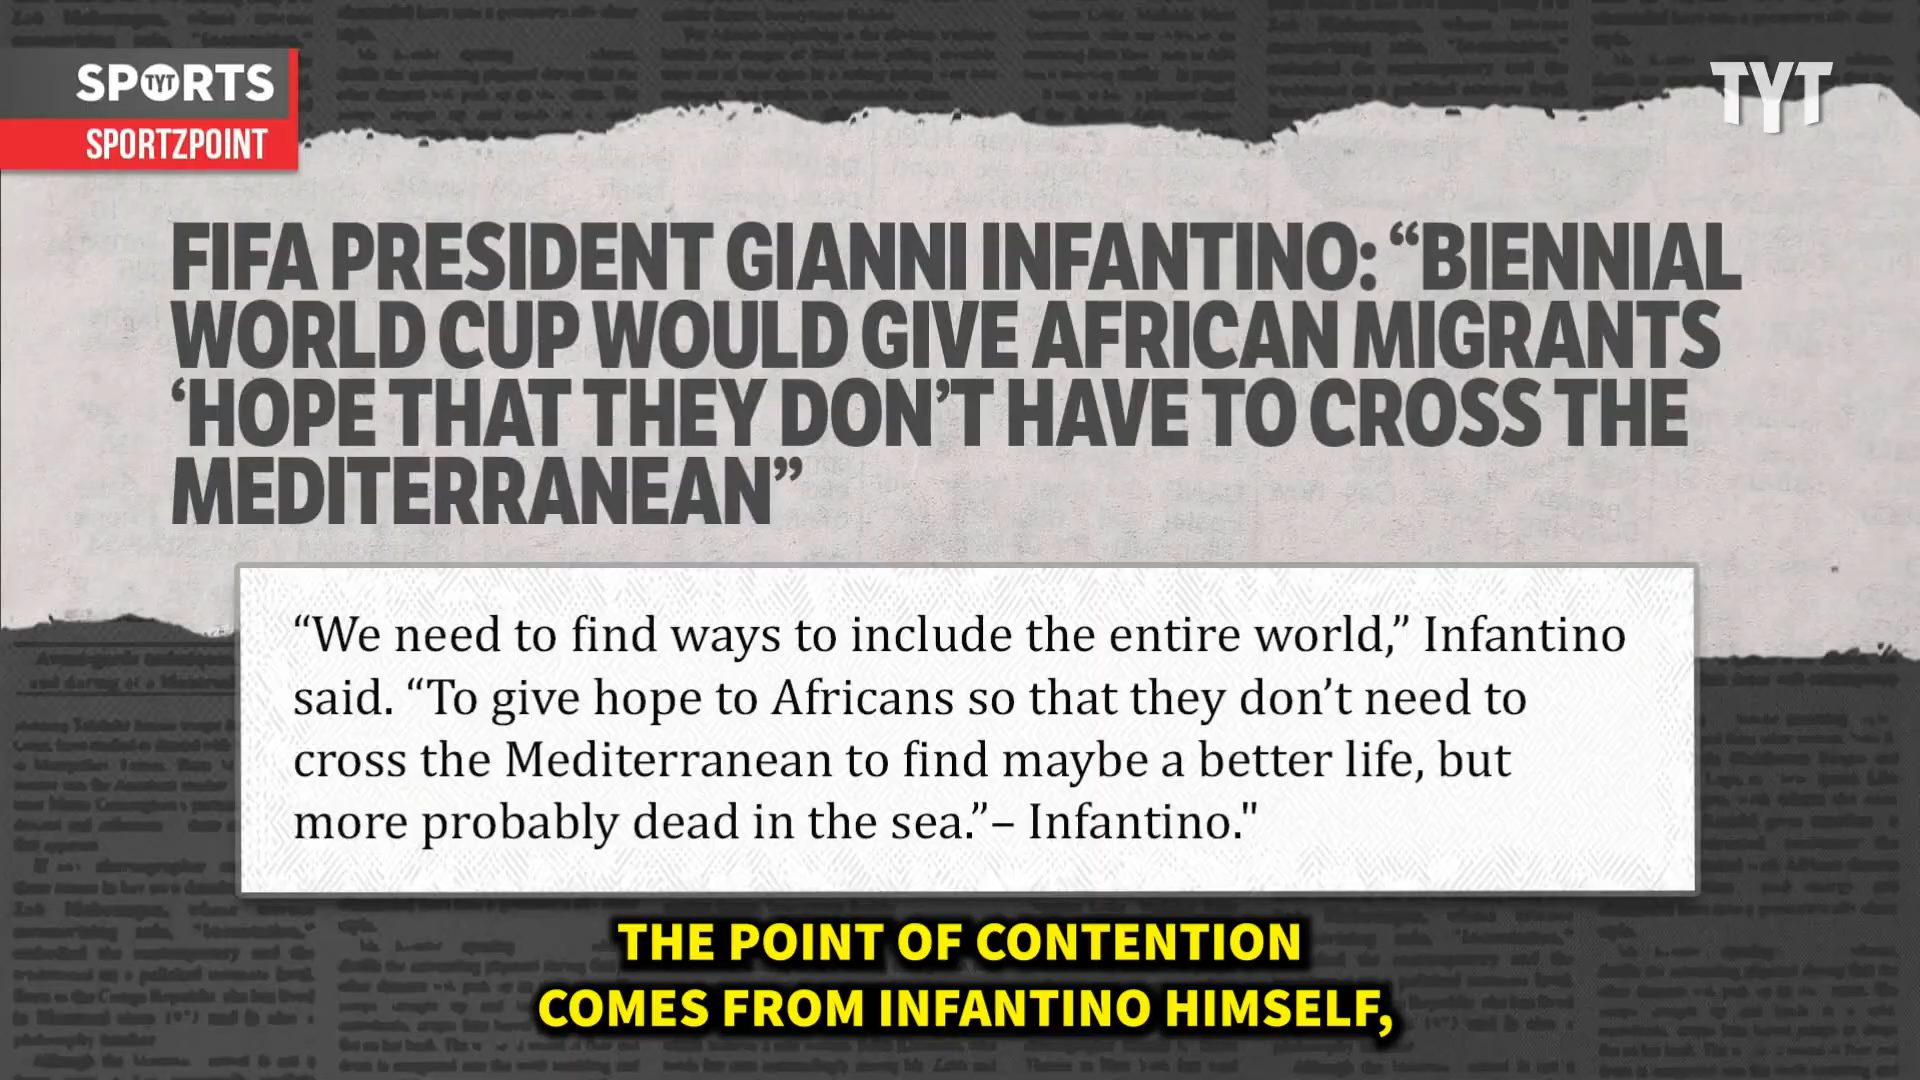 SPORTS
TYT
SPORTZPOINT
TYT
FIFA PRESIDENT GIANNI INFANTINO: “BIENNIAL
WORLD CUP WOULD GIVE AFRICAN MIGRANTS
‘HOPE THAT THEY DON’T HAVE TO CROSS THE
MEDITERRANEAN”
“We need to find ways to include the entire world,” Infantino
said. “To give hope to Africans so that they don’t need to
cross the Mediterranean to find maybe a better life, but
more probably dead in the sea.”– Infantino."
THE POINT OF CONTENTION
COMES FROM INFANTINO HIMSELF,